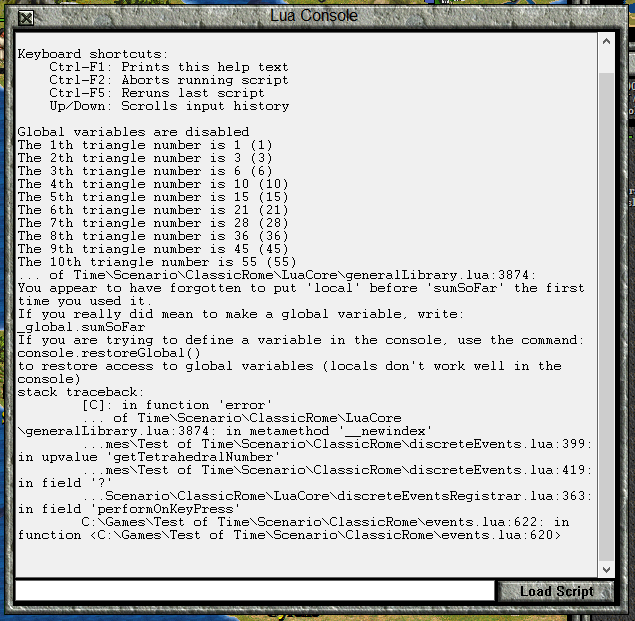 Lua Console
Keyboard shortcuts:
Ctrl-F1: Prints this help text
Ctrl-F2: Aborts running script
Ctrl-F5: Reruns last script
Up/Down: Scrolls input history
Global variables are disabled
The 1th triangle number is 1 (1)
The 2th triangle number is 3 (3)
The 3th triangle number is 6 (6)
The 4th triangle number is 10 (10)
The 5th triangle number is 15 (15)
The 6th triangle number is 21 (21)
The 7th triangle number is 28 (28)
The 8th triangle number is 36 (36)
The 9th triangle number is 45 (45)
The 10th triangle number is 55 (55)
... of Time\Scenario\ClassicRome\LuaCore\generalLibrary.lua:3874:
You appear to have forgotten to put 'local' before 'sumSoFar' the first
time you used it.
If you really did mean to make a global variable, write:
_global.sumSoFar
If you are trying to define a variable in the console, use the command:
console.restoreGlobal()
to restore access to global variables (locals don't work well in the
console)
stack traceback:
[C]: in function 'error'
... of Time\Scenario\ClassicRome\LuaCore
\generalLibrary.lua:3874: in metamethod '__newindex'
...mes\Test of Time\Scenario\ClassicRome\discreteEvents.lua:399:
in upvalue 'getTetrahedralNumber'
...mes\Test of Time\Scenario\ClassicRome\discreteEvents.lua:419:
in field '?'
...Scenario\ClassicRome\LuaCore\discreteEventsRegistrar.lua:363:
in field 'performOnKeyPress'
C:\Games\Test of Time\Scenario\ClassicRome\events.lua:622: in
function <C:\Games\Test of Time\Scenario\ClassicRome\events.lua:620>
Load Script